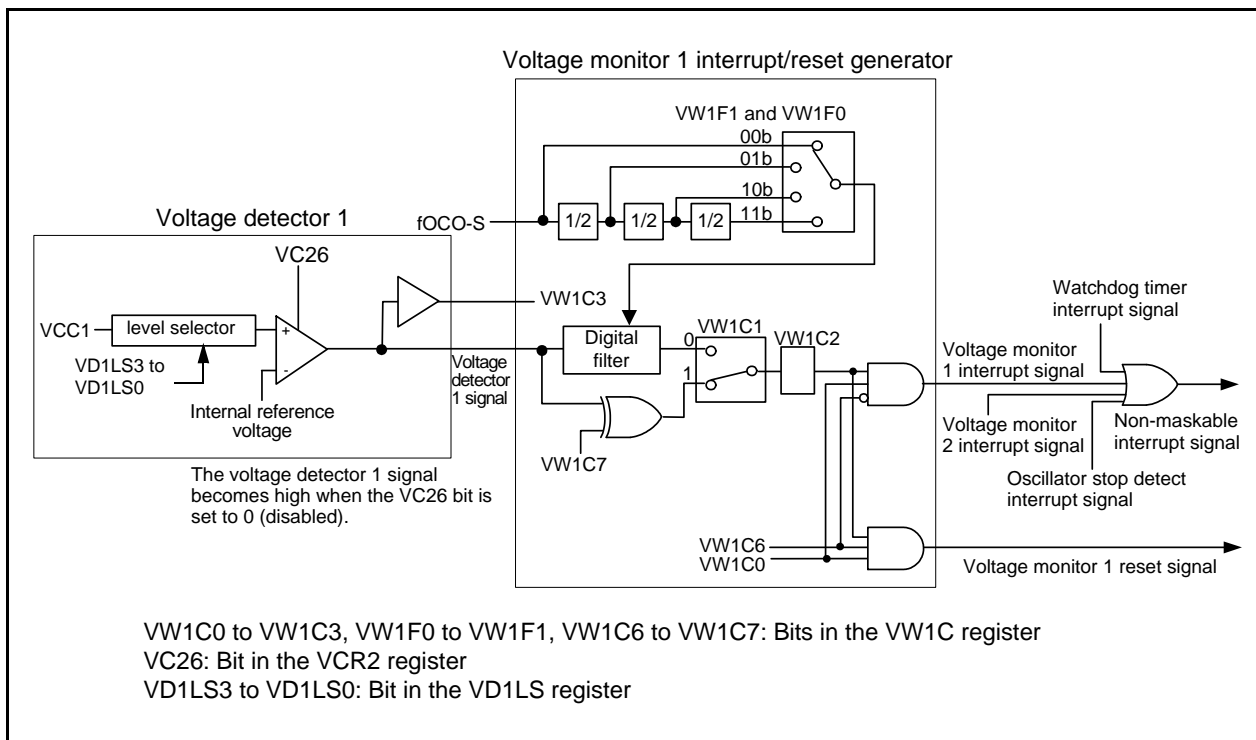 Voltage monitor 1 interrupt/reset generator
VW1F1 and VW1F0
00b
01b
10b
11b
fOCO-S
1/2
1/2
1/2
Voltage detector 1
VC26
VCC1
level selector
+
-
VD1LS3 to
VD1LS0
Internal reference
voltage
VW1C3
Voltage
detector
1 signal
The voltage detector 1 signal
becomes high when the VC26 bit is
set to 0 (disabled).
Digital
filter
0
1
VW1C1
VW1C2
VW1C7
VW1C6
VW1C0
Watchdog timer
interrupt signal
Voltage monitor
1 interrupt signal
Voltage monitor
2 interrupt signal
Oscillator stop detect
interrupt signal
Non-maskable
interrupt signal
Voltage monitor 1 reset signal
VW1C0 to VW1C3, VW1F0 to VW1F1, VW1C6 to VW1C7: Bits in the VW1C register
VC26: Bit in the VCR2 register
VD1LS3 to VD1LS0: Bit in the VD1LS register